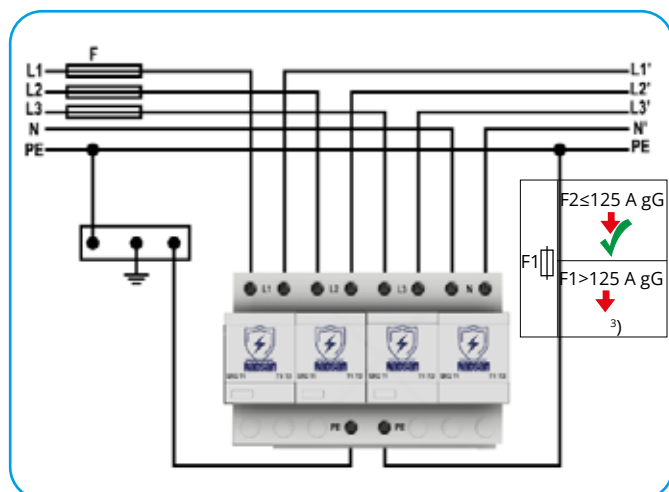 F
L1
L1'
L2
L2'
L3
L3'
N
N'
PE
PE
F2≤125 A gG
F1
F1>125 A gG
3)
L1
L2
L3
N
PE
PE